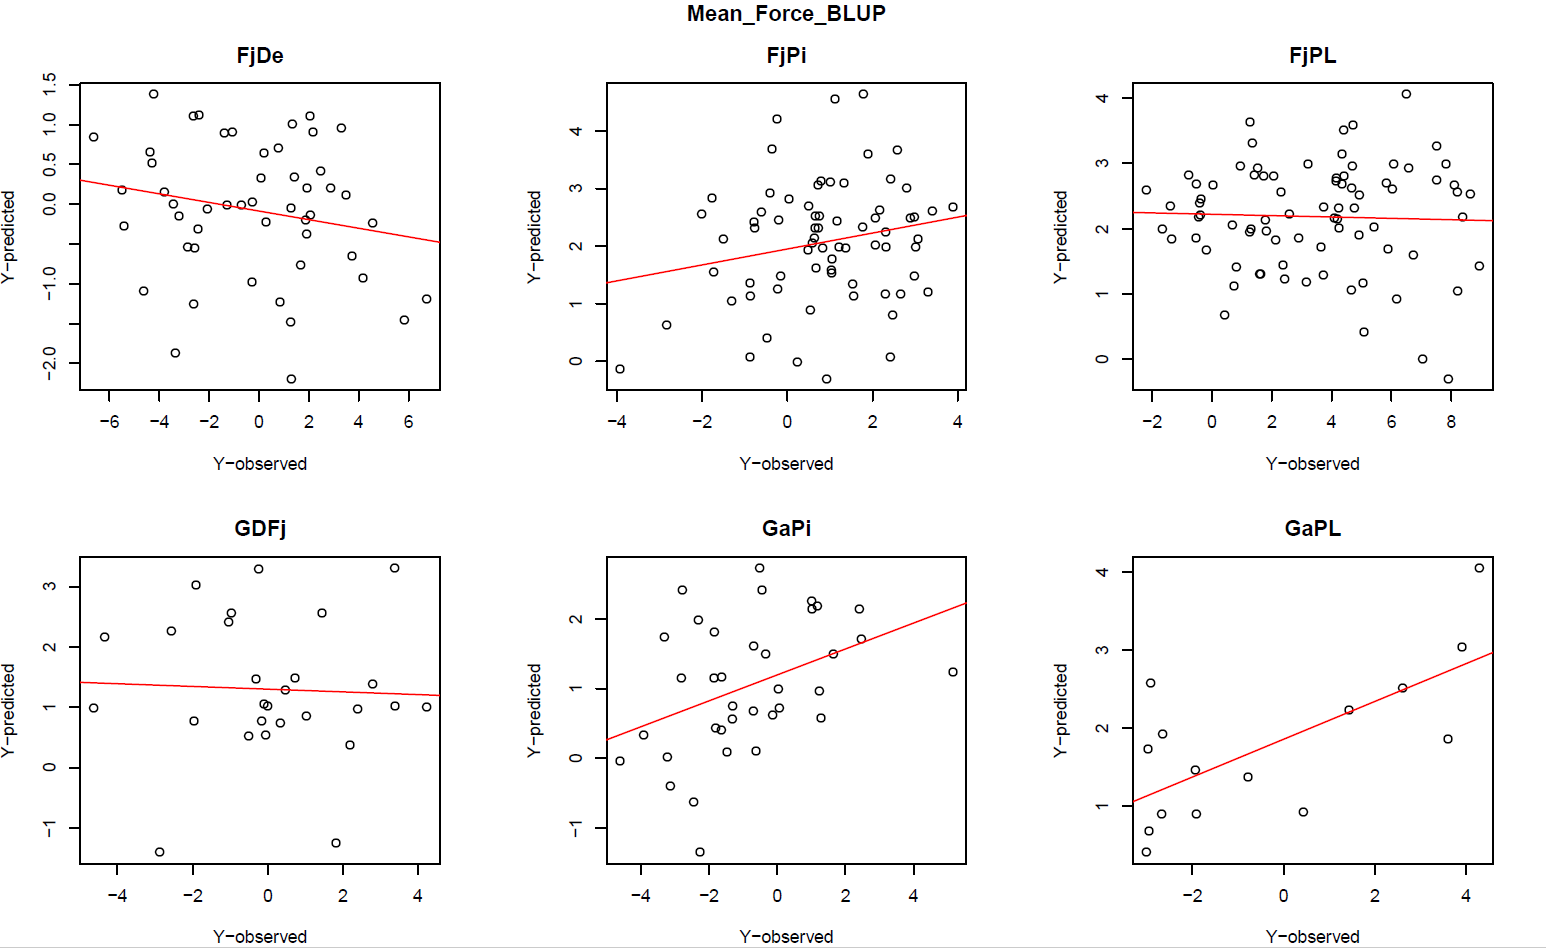 Mean_Force_BLUP
FjDe
Y−predicted
1.5
1.0
0.5
0.0
−1.0
−2.0
−6 −4 −2 0 2 4 6
Y−observed
FjPi
Y−predicted
4
3
2
1
0
−4 −2 0 2 4
Y−observed
FjPL
Y−predicted
4
3
2
1
0
−2 0 2 4 6 8
Y−observed
GDFj
Y−predicted
3
2
1
0
−1
−4 −2 0 2 4
Y−observed
GaPi
Y−predicted
2
1
0
−1
−4 −2 0 2 4
Y−observed
GaPL
Y−predicted
4
3
2
1
−2 0 2 4
Y−observed